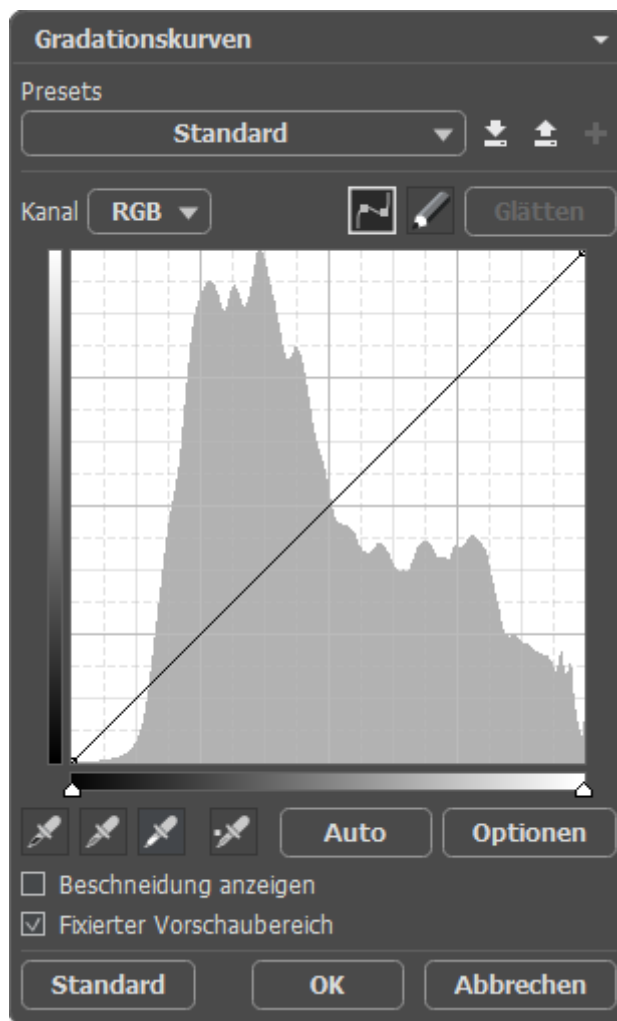 Gradationskurven
Presets
Standard
Kanal RGB Glätten
Auto Optionen
Beschneidung anzeigen
Fixierter Vorschaubereich
Standard OK Abbrechen